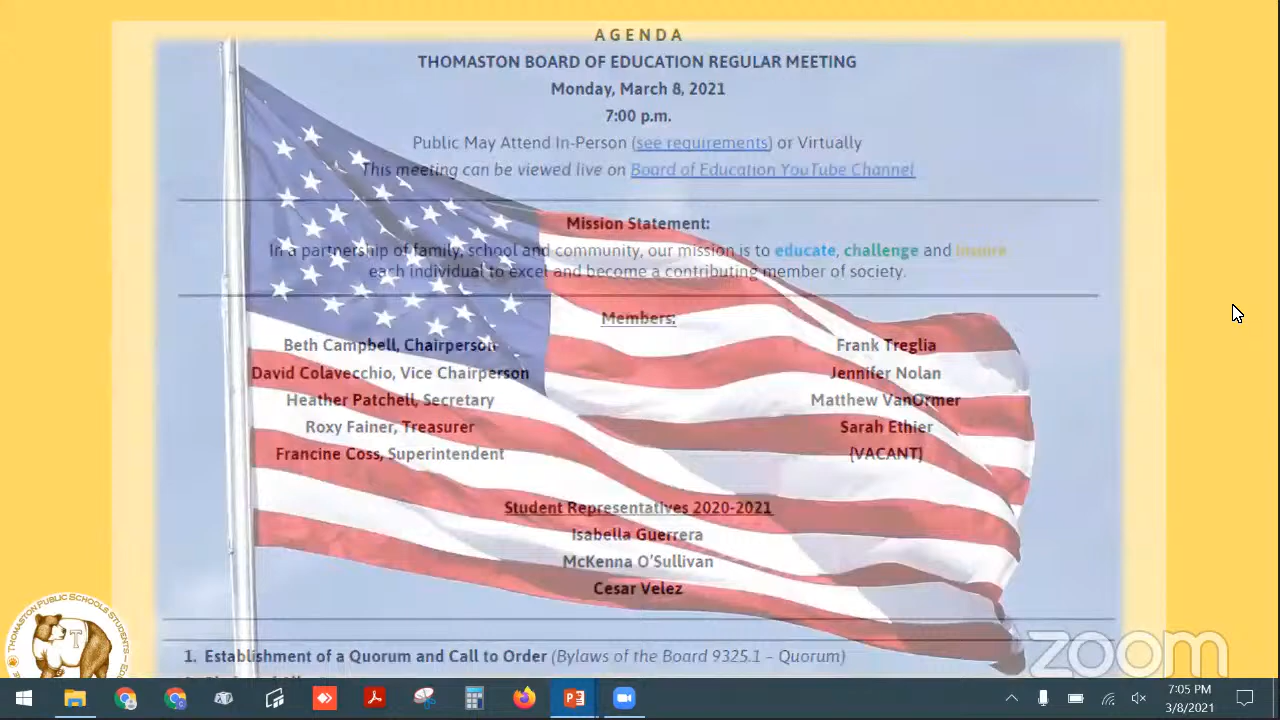 A G E N D A
THOMASTON BOARD OF EDUCATION REGULAR MEETING
Monday, March 8, 2021
7:00 p.m.
Public May Attend In-Person (see requirements) or Virtually
This meeting can be viewed live on Board of Education YouTube Channel
Mission Statement:
In a partnership of family, school and community, our mission is to educate, challenge and inspire
each individual to excel and become a contributing member of society.
Members:
Beth Campbell, Chairperson
Frank Treglia
David Colavecchio, Vice Chairperson
Jennifer Nolan
Heather Patchell, Secretary
Matthew VanOrmer
Roxy Fainer, Treasurer
Sarah Ethier
Francine Coss, Superintendent
{VACANT}
Student Representatives 2020-2021
Isabella Guerrera
McKenna O'Sullivan
Cesar Velez
1. Establishment of a Quorum and Call to Order (Bylaws of the Board 9325.1 – Quorum)
THOMASTON PUBLIC SCHOOLS STUDENTS
T
zoom
7:05 PM
3/8/2021